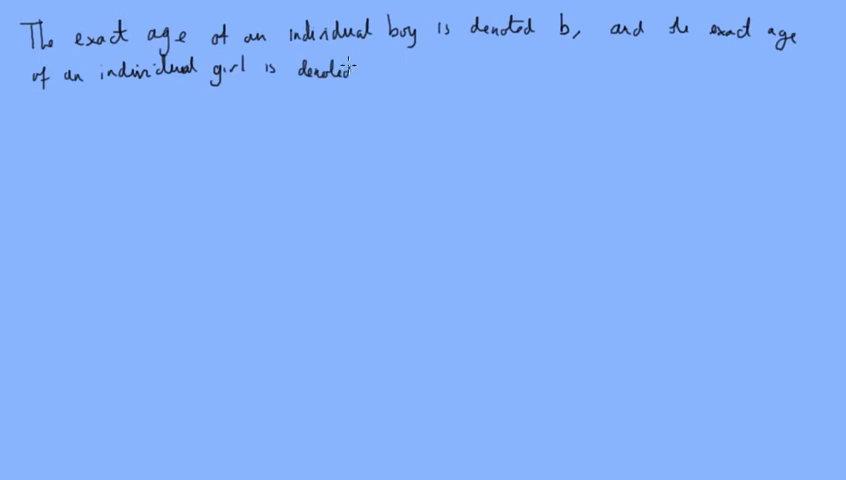 The exact age of an individual boy is denoted b, and the exact age
of an individual girl is denoted